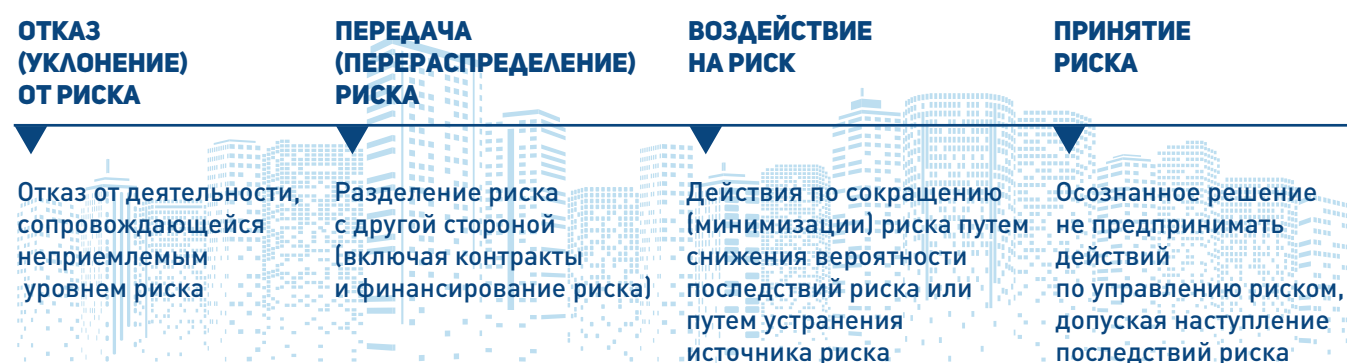 ОТКАЗ
(УКЛОНЕНИЕ)
ОТ РИСКА
Отказ от деятельности,
сопровождающейся
неприемлемым
уровнем риска
ПЕРЕДАЧА
(ПЕРЕРАСПРЕДЕЛЕНИЕ)
РИСКА
Разделение риска
с другой стороной
(включая контракты
и финансирование риска)
ВОЗДЕЙСТВИЕ
НА РИСК
Действия по сокращению
(минимизации) риска путем
снижения вероятности
последствий риска или
путем устранения
источника риска
ПРИНЯТИЕ
РИСКА
Осознанное решение
не предпринимать
действий
по управлению риском,
допуская наступление
последствий риска